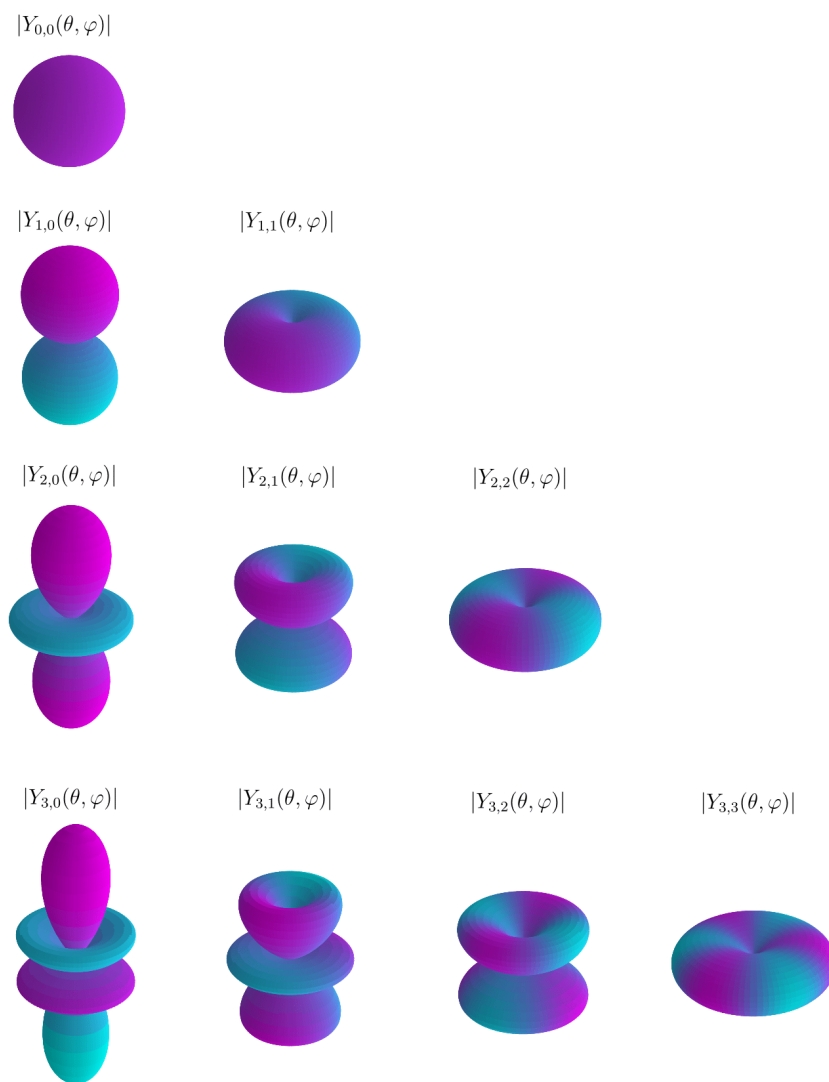 |Y_{0,0}(θ, φ)|
|Y_{1,0}(θ, φ)| |Y_{1,1}(θ, φ)|
|Y_{2,0}(θ, φ)| |Y_{2,1}(θ, φ)| |Y_{2,2}(θ, φ)|
|Y_{3,0}(θ, φ)| |Y_{3,1}(θ, φ)| |Y_{3,2}(θ, φ)| |Y_{3,3}(θ, φ)|